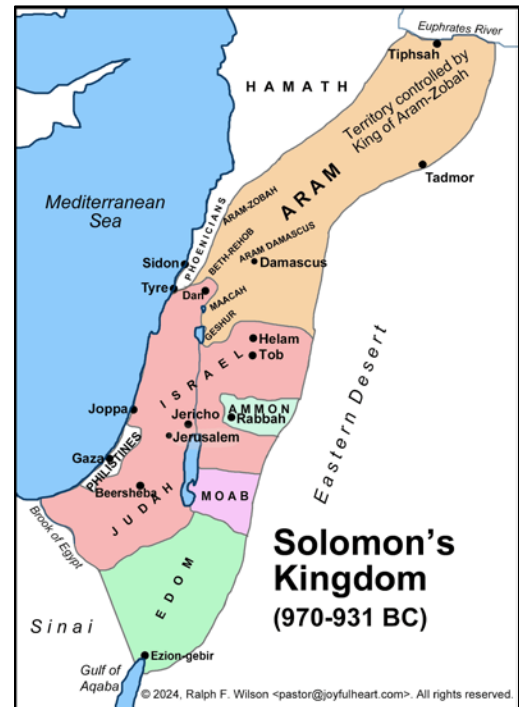 Euphrates River
Tiphsah
HAMATH
Territory controlled by
King of Aram-Zobah
ARAM
Tadmor
Mediterranean
Sea
ARAM-ZOBAH
PHOENICIANS
BETH-REHOB
ARAM DAMASCUS
Sidon
Damascus
Tyre
Dan
MAACAH
GESHUR
Helam
Tob
ISRAEL
Eastern Desert
Joppa
Jericho
AMMON
Rabbah
Jerusalem
Gaza
PHILISTINES
Beersheba
JUDAH
MOAB
Brook of Egypt
Solomon's
Kingdom
(970-931 BC)
EDOM
Sinai
Ezion-gebir
Gulf of
Aqaba
© 2024, Ralph F. Wilson <pastor@joyfulheart.com>. All rights reserved.